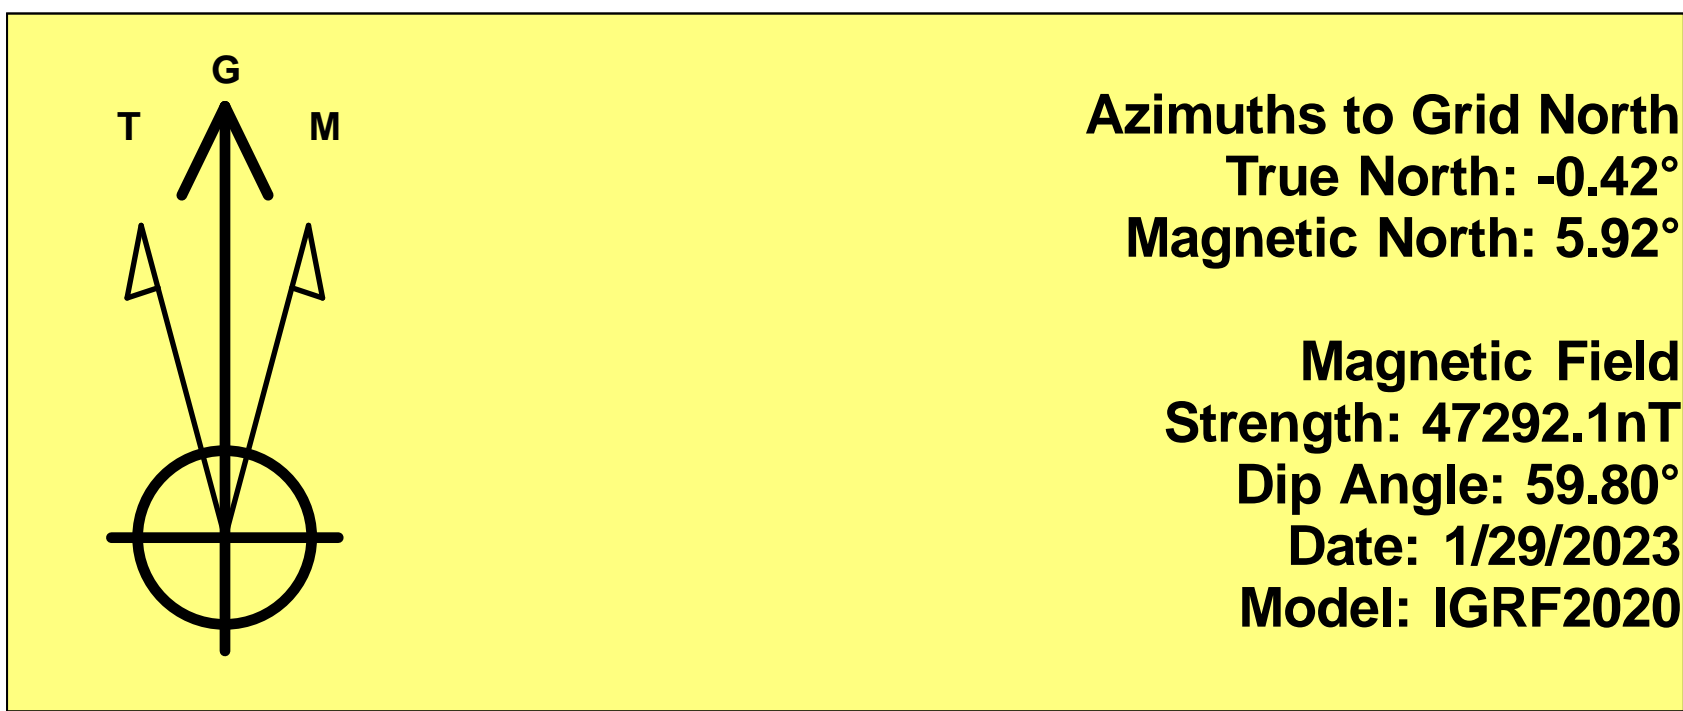 G
T
M
Azimuths to Grid North
True North: -0.42°
Magnetic North: 5.92°
Magnetic Field
Strength: 47292.1nT
Dip Angle: 59.80°
Date: 1/29/2023
Model: IGRF2020